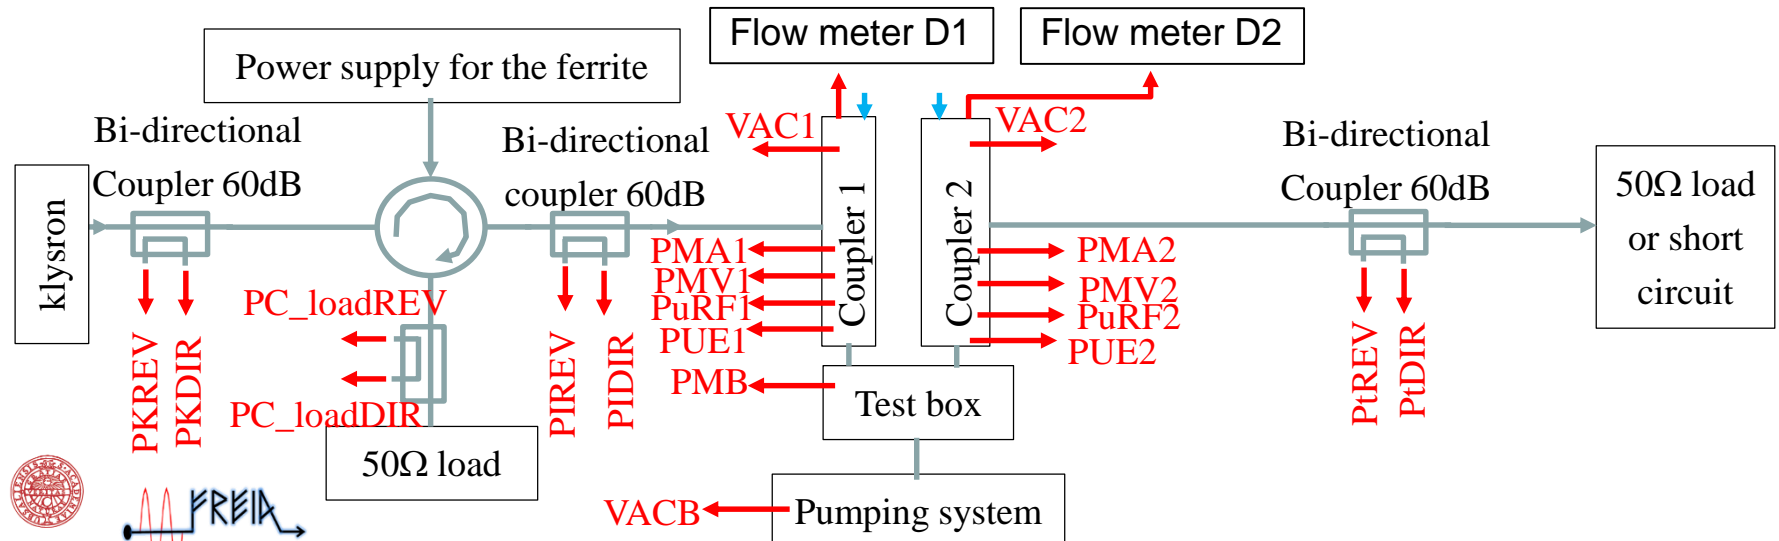 Flow meter D1
Flow meter D2
Power supply for the ferrite
Bi-directional
Coupler 60dB
Bi-directional
coupler 60dB
VAC1
VAC2
Bi-directional
Coupler 60dB
klysron
Coupler 1
Coupler 2
50Ω load
or short
circuit
PMA1
PMV1
PuRF1
PUE1
PMA2
PMV2
PuRF2
PUE2
PC_loadREV
PC_loadDIR
PKREV
PKDIR
PIREV
PIDIR
PtREV
PtDIR
PMB
Test box
50Ω load
VACB
Pumping system
FREIA